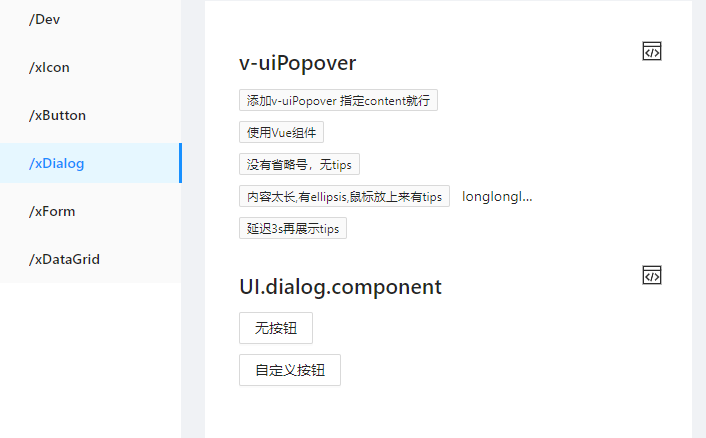 /Dev
/xIcon
/xButton
/xDialog
/xForm
/xDataGrid
v-uiPopover
添加v-uiPopover 指定content就行
使用Vue组件
没有省略号，无tips
内容太长,有ellipsis,鼠标放上来有tips longlongl...
延迟3s再展示tips
UI.dialog.component
无按钮
自定义按钮